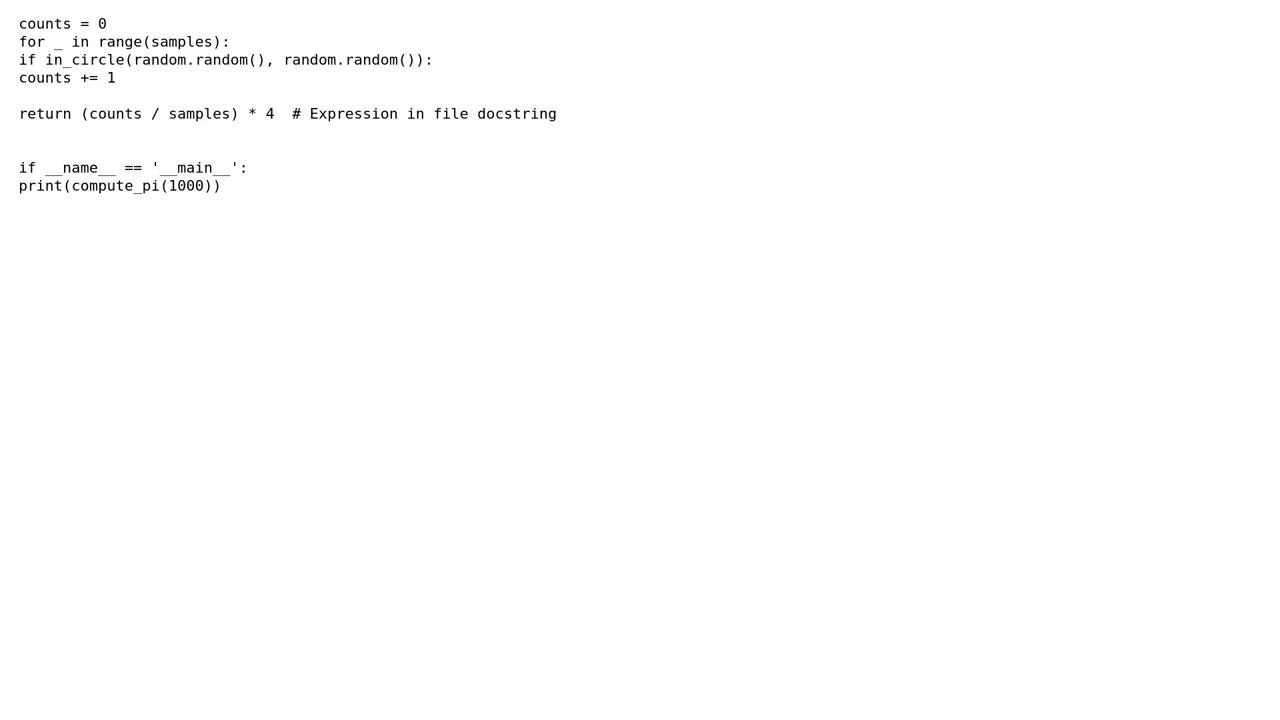 counts = 0
for _ in range(samples):
if in_circle(random.random(), random.random()):
counts += 1

return (counts / samples) * 4  # Expression in file docstring


if __name__ == '__main__':
print(compute_pi(1000))